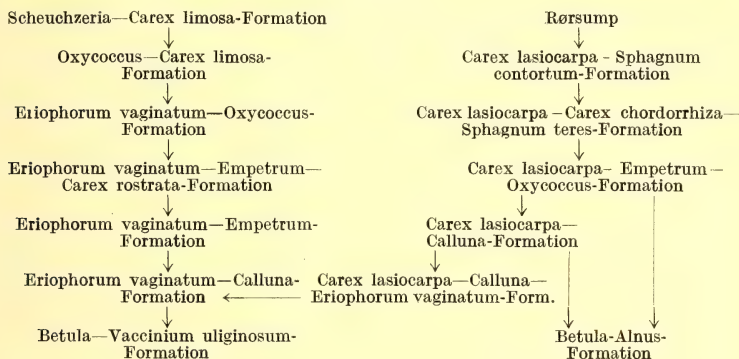 Scheuchzeria—Carex limosa-Formation
Oxycoccus—Carex limosa-
Formation
Eriophorum vaginatum—Oxycoccus-
Formation
Eriophorum vaginatum—Empetrum—
Carex rostrata-Formation
Eriophorum vaginatum—Empetrum-
Formation
Eriophorum vaginatum—Calluna-
Formation
Betula—Vaccinium uliginosum-
Formation
Rørsump
Carex lasiocarpa - Sphagnum
contortum-Formation
Carex lasiocarpa – Carex chordorrhiza—
Sphagnum teres-Formation
Carex lasiocarpa- Empetrum –
Oxycoccus-Formation
Carex lasiocarpa—
Calluna-Formation
Carex lasiocarpa—Calluna—
Eriophorum vaginatum-Form.
Betula-Alnus-
Formation